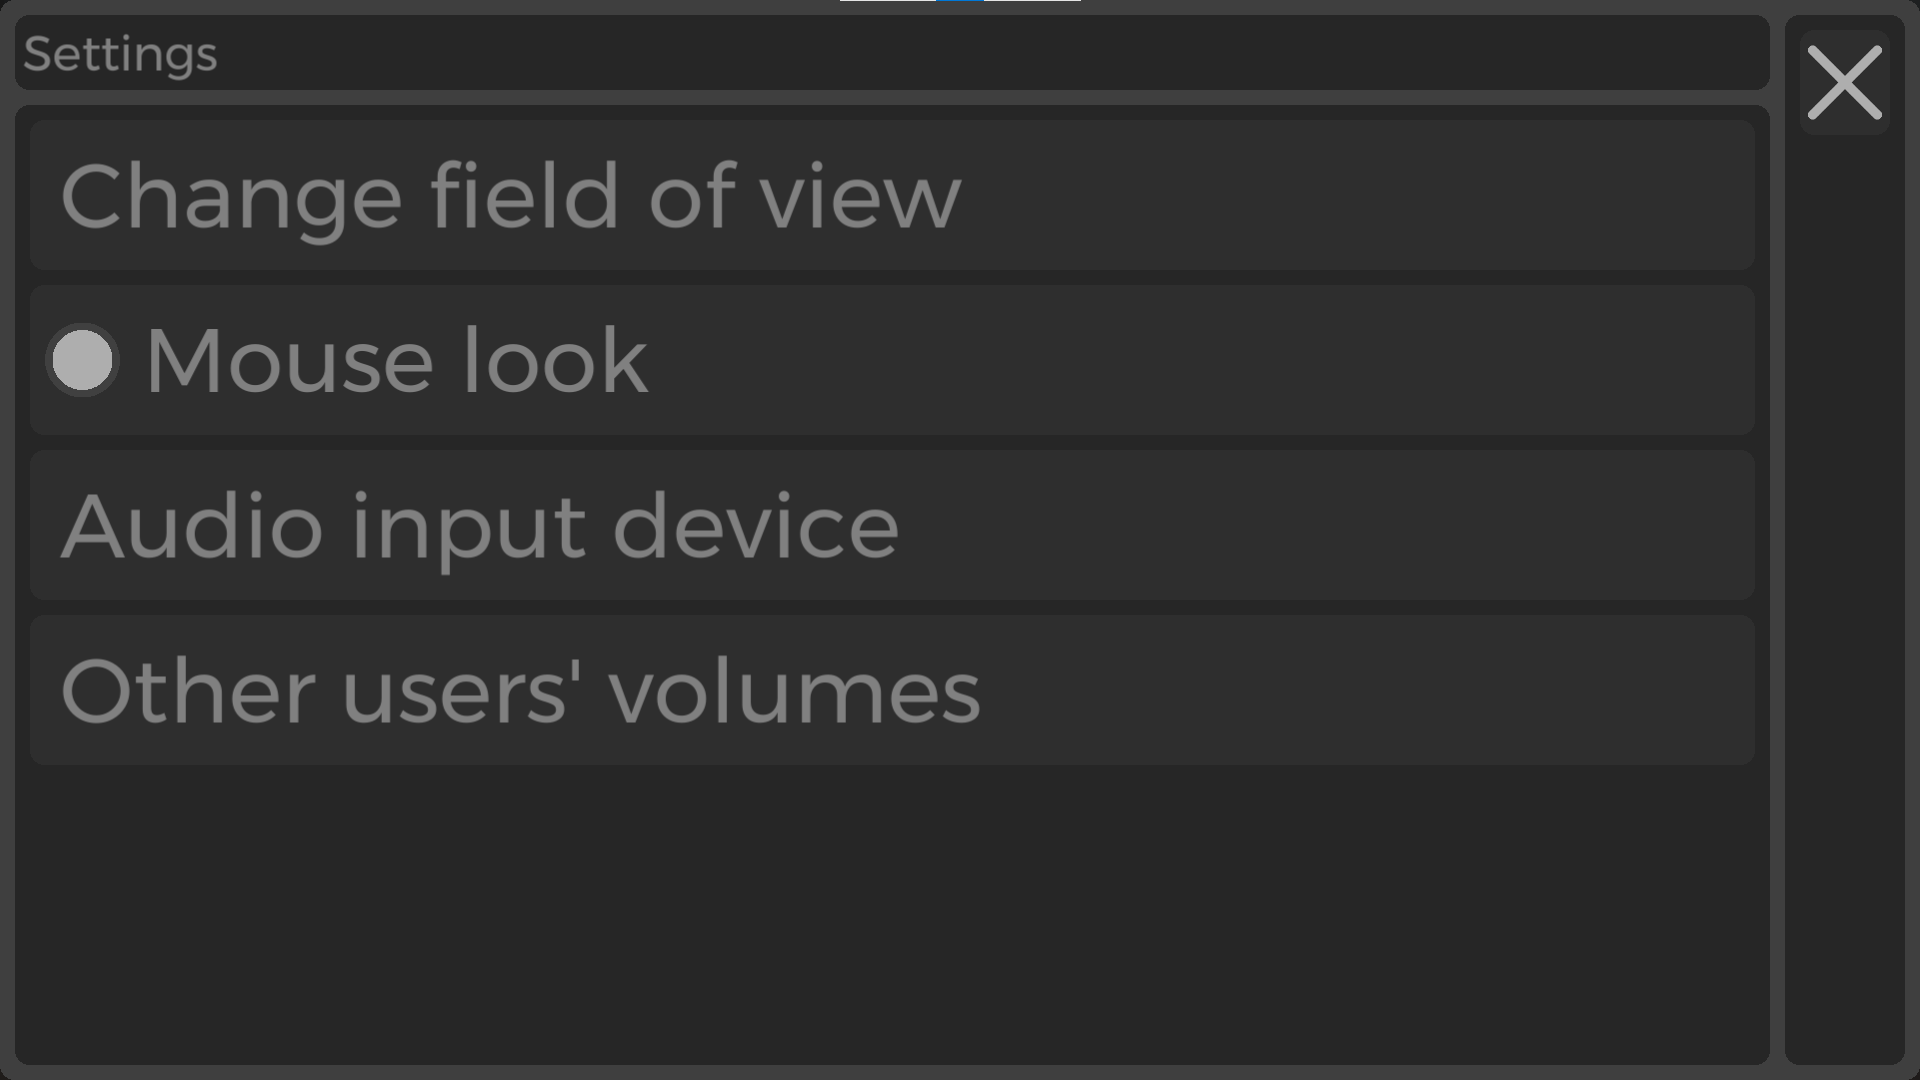 Settings
Change field of view
Mouse look
Audio input device
Other users' volumes